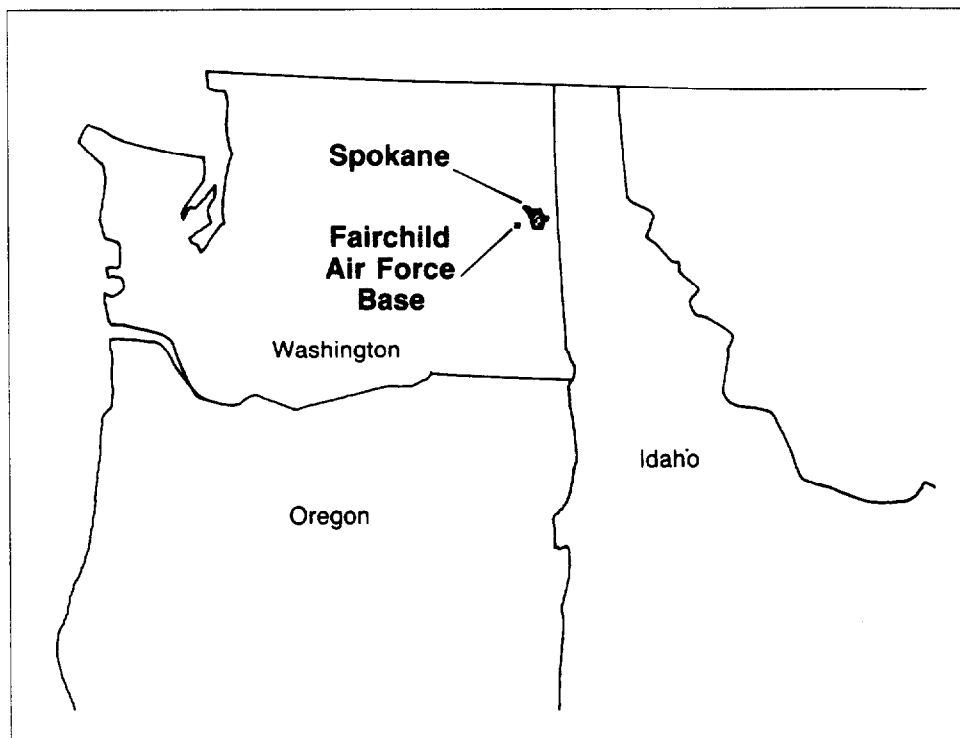 Spokane
Fairchild
Air Force
Base
Washington
Idaho
Oregon